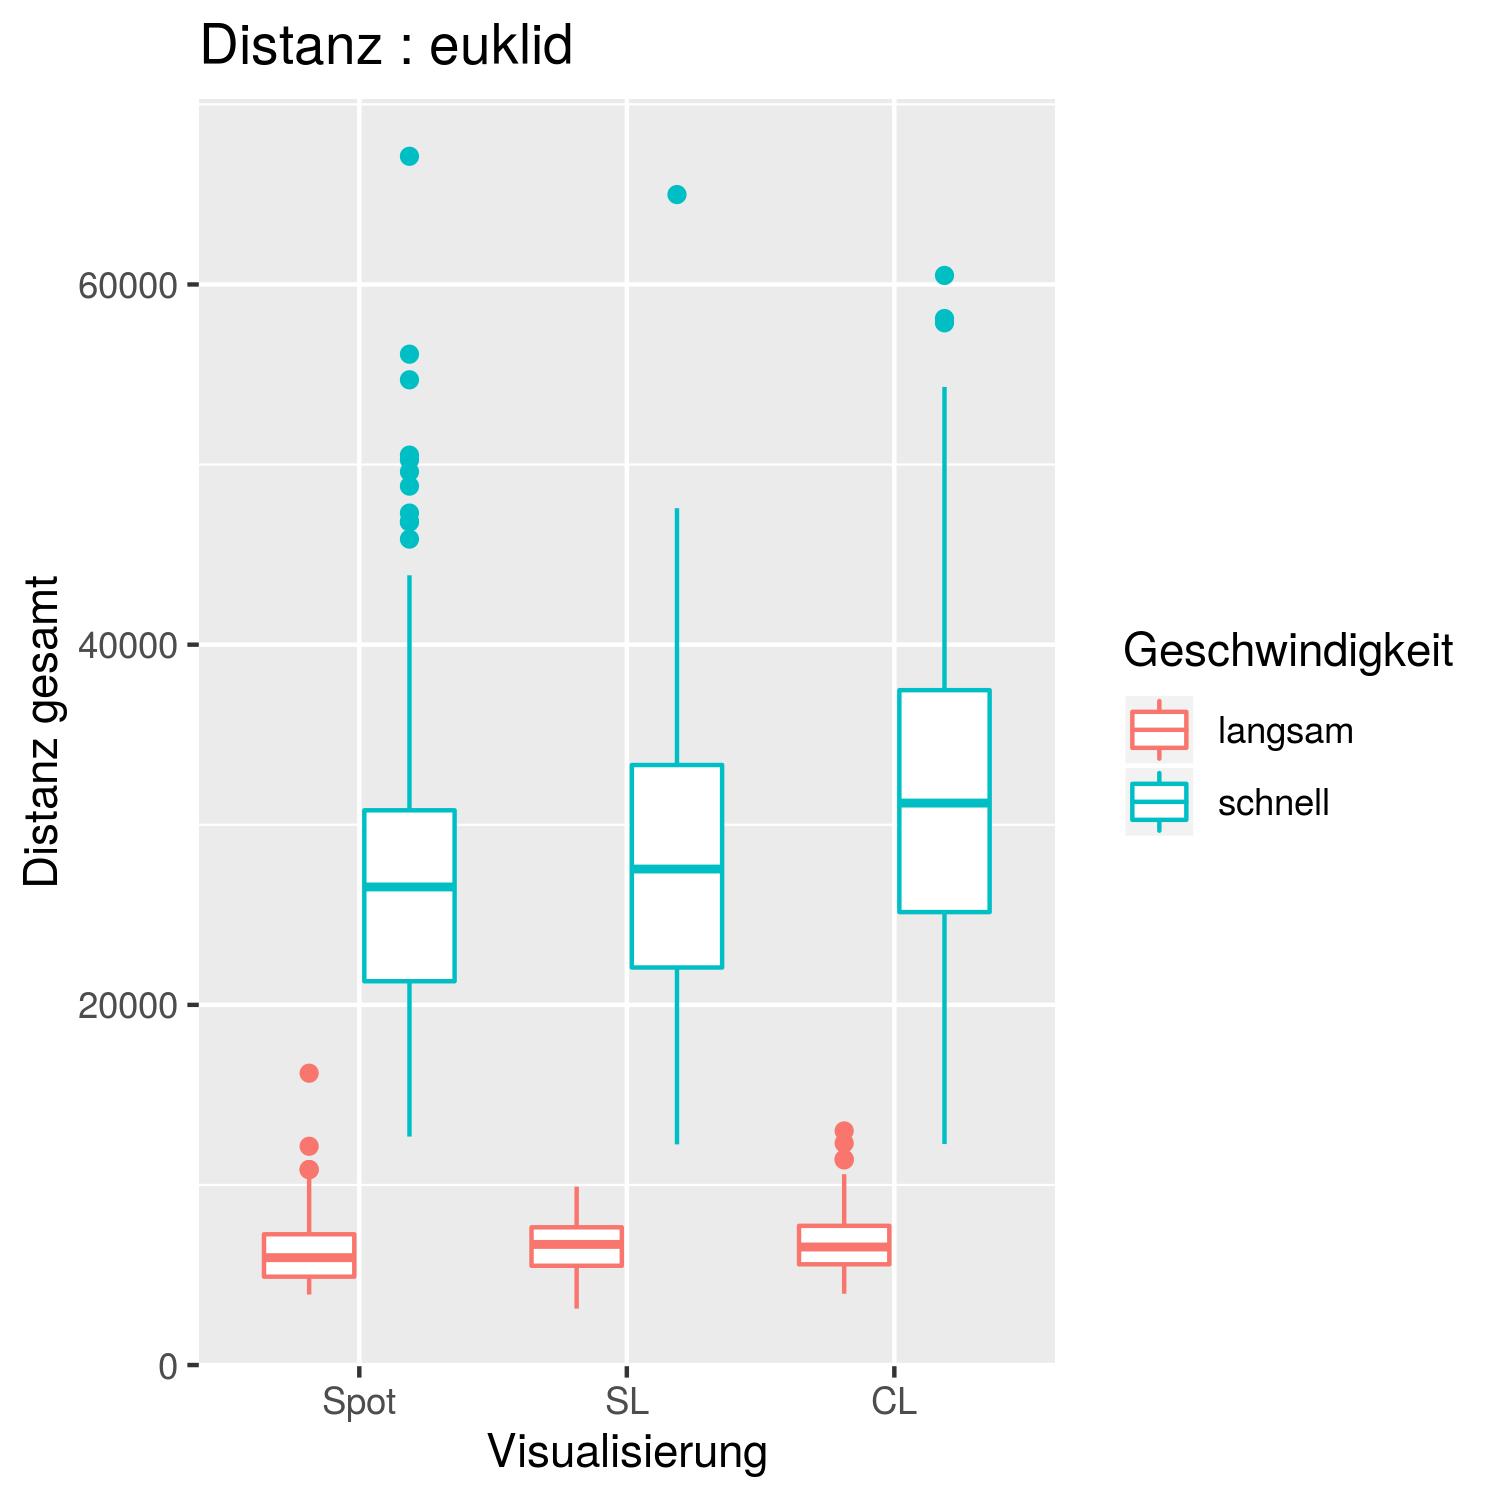 Distanz : euklid
Distanz gesamt
60000
40000
20000
0
Spot SL CL
Visualisierung
Geschwindigkeit
langsam
schnell